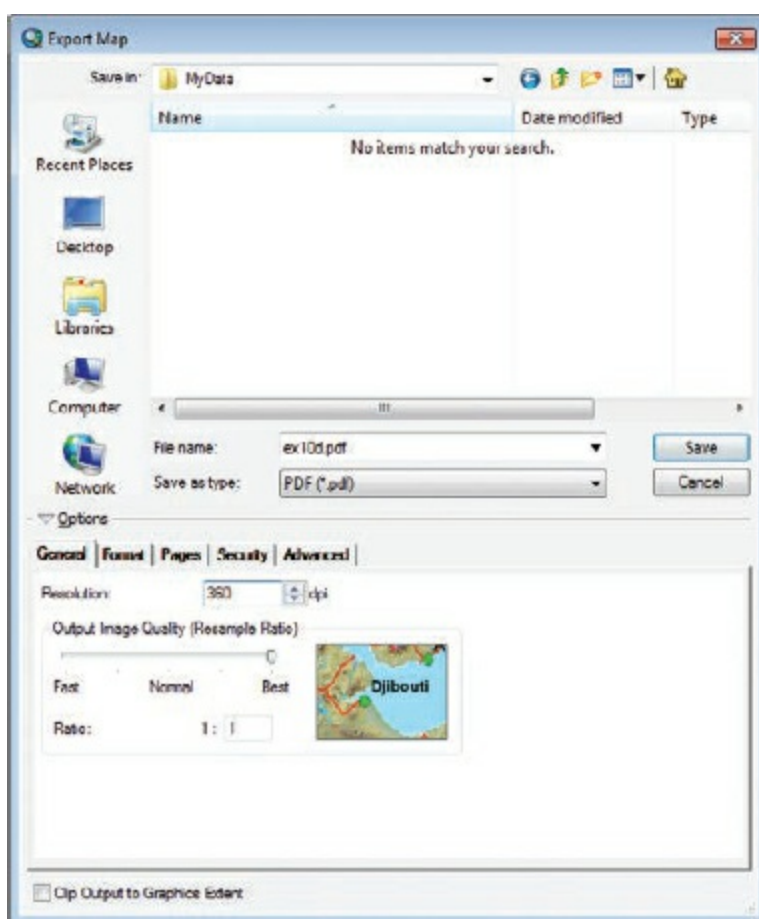 Export Map
Save in: MyData
Name Date modified Type
No items match your search.
Recent Places
Desktop
Libraries
Computer
Network
File name: ex10d.pdf Save
Save as type: PDF (*.pdf) Cancel
Options
General Format Pages Security Advanced
Resolution: 360 dpi
Output Image Quality (Resample Ratio)
Fast Normal Best
Djibouti
Ratio: 1 : 1
Clip Output to Graphics Extent